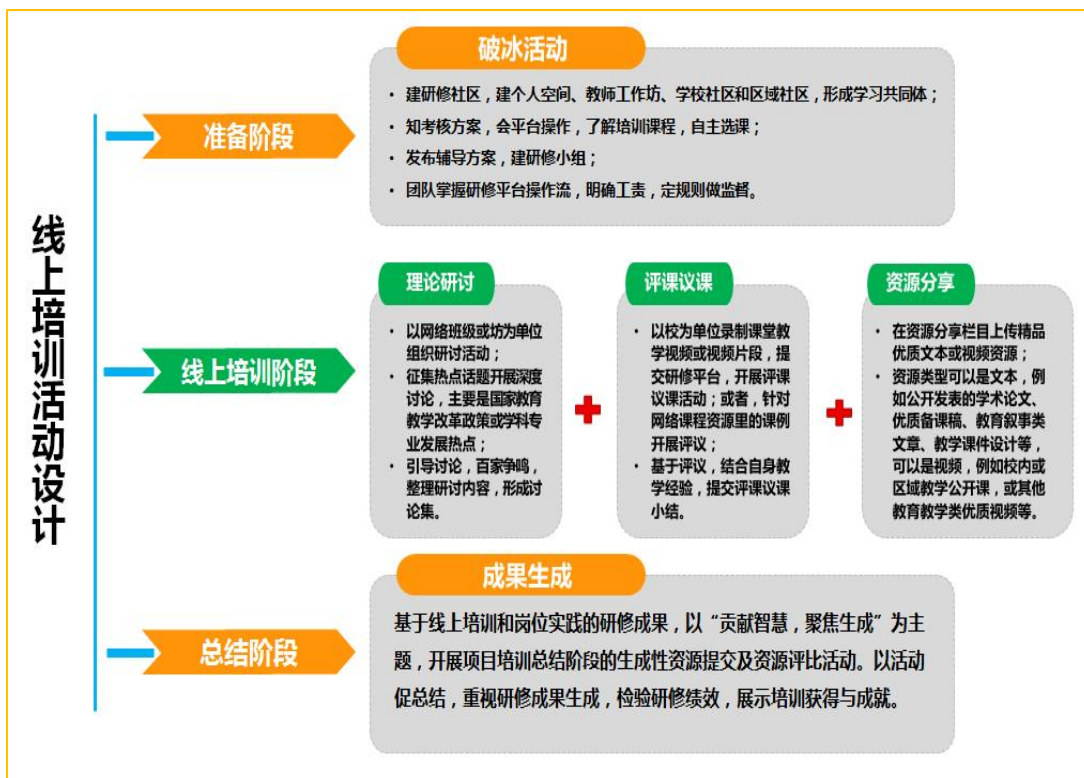 线上培训活动设计
准备阶段
破冰活动
• 建研修社区，建个人空间、教师工作坊、学校社区和区域社区，形成学习共同体；
• 知考核方案，会平台操作，了解培训课程，自主选课；
• 发布辅导方案，建研修小组；
• 团队掌握研修平台操作流，明确工责，定规则做监督。
线上培训阶段
理论研讨
• 以网络班级或坊为单位
组织研讨活动；
• 征集热点话题开展深度
讨论，主要是国家教育
教学改革政策或学科专
业发展热点；
• 引导讨论，百家争鸣，
整理研讨内容，形成讨
论集。
评课议课
• 以校为单位录制课堂教
学视频或视频片段，提
交研修平台，开展评课
议课活动；或者，针对
网络课程资源里的课例
开展评议；
• 基于评议，结合自身教
学经验，提交评课议课
小结。
资源分享
• 在资源分享栏目上传精品
优质文本或视频资源；
• 资源类型可以是文本，例
如公开发表的学术论文、
优质备课稿、教育叙事类
文章、教学课件设计等，
可以是视频，例如校内或
区域教学公开课，或其他
教育教学类优质视频等。
总结阶段
成果生成
基于线上培训和岗位实践的研修成果，以“贡献智慧，聚焦生成”为主
题，开展项目培训总结阶段的生成性资源提交及资源评比活动。以活动
促总结，重视研修成果生成，检验研修绩效，展示培训获得与成就。